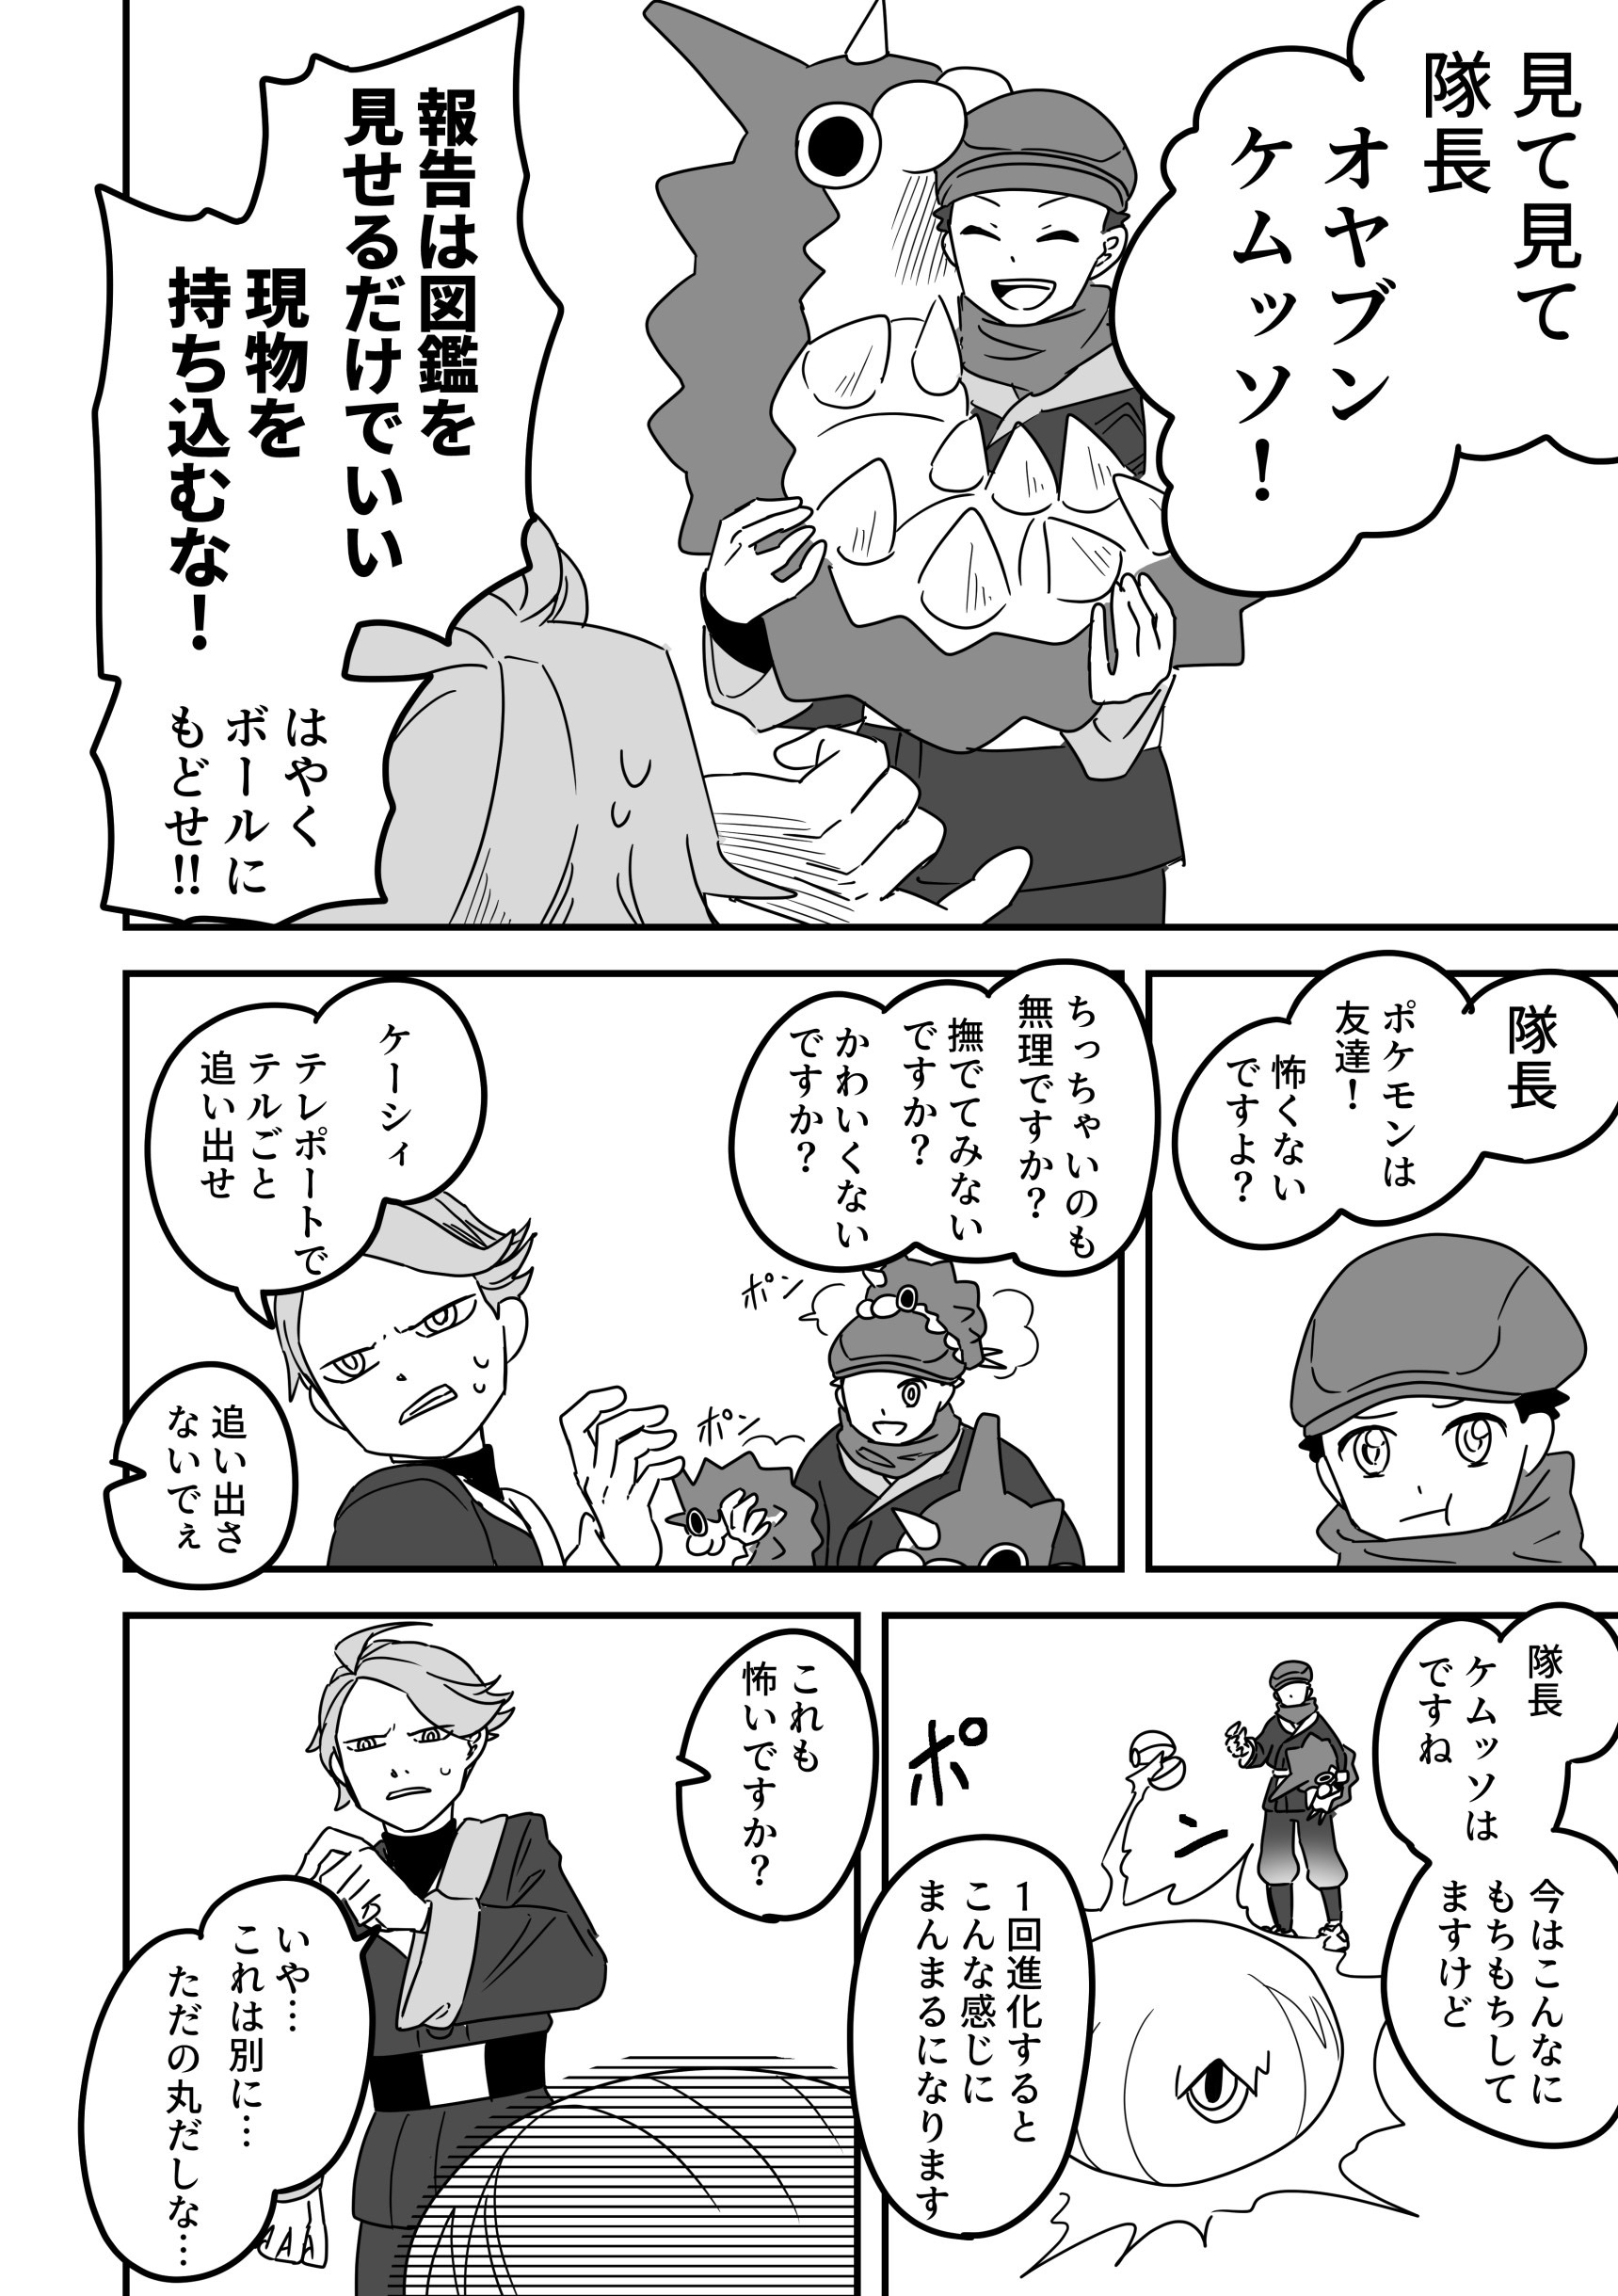 見て見て
隊長
オヤブン
ケムッソ！
報告は図鑑を
見せるだけでいい
現物を
持ち込むな！
はやく
ボールに
もどせ!!
隊長
ポケモンは
友達！
怖くない
ですよ？
ちっちゃいのも
無理ですか？
撫でてみない
ですか？
かわいくない
ですか？
ポン
ポン
ケーシィ
テレポートで
テルごと
追い出せ
追い出さ
ないでぇ
隊長
ケムッソは
ですね
今はこんなに
もちもちして
ますけど
ポン
１回進化すると
こんな感じに
まんまるになります
これも
怖いですか？
いや…
これは別に…
ただの丸だしな…